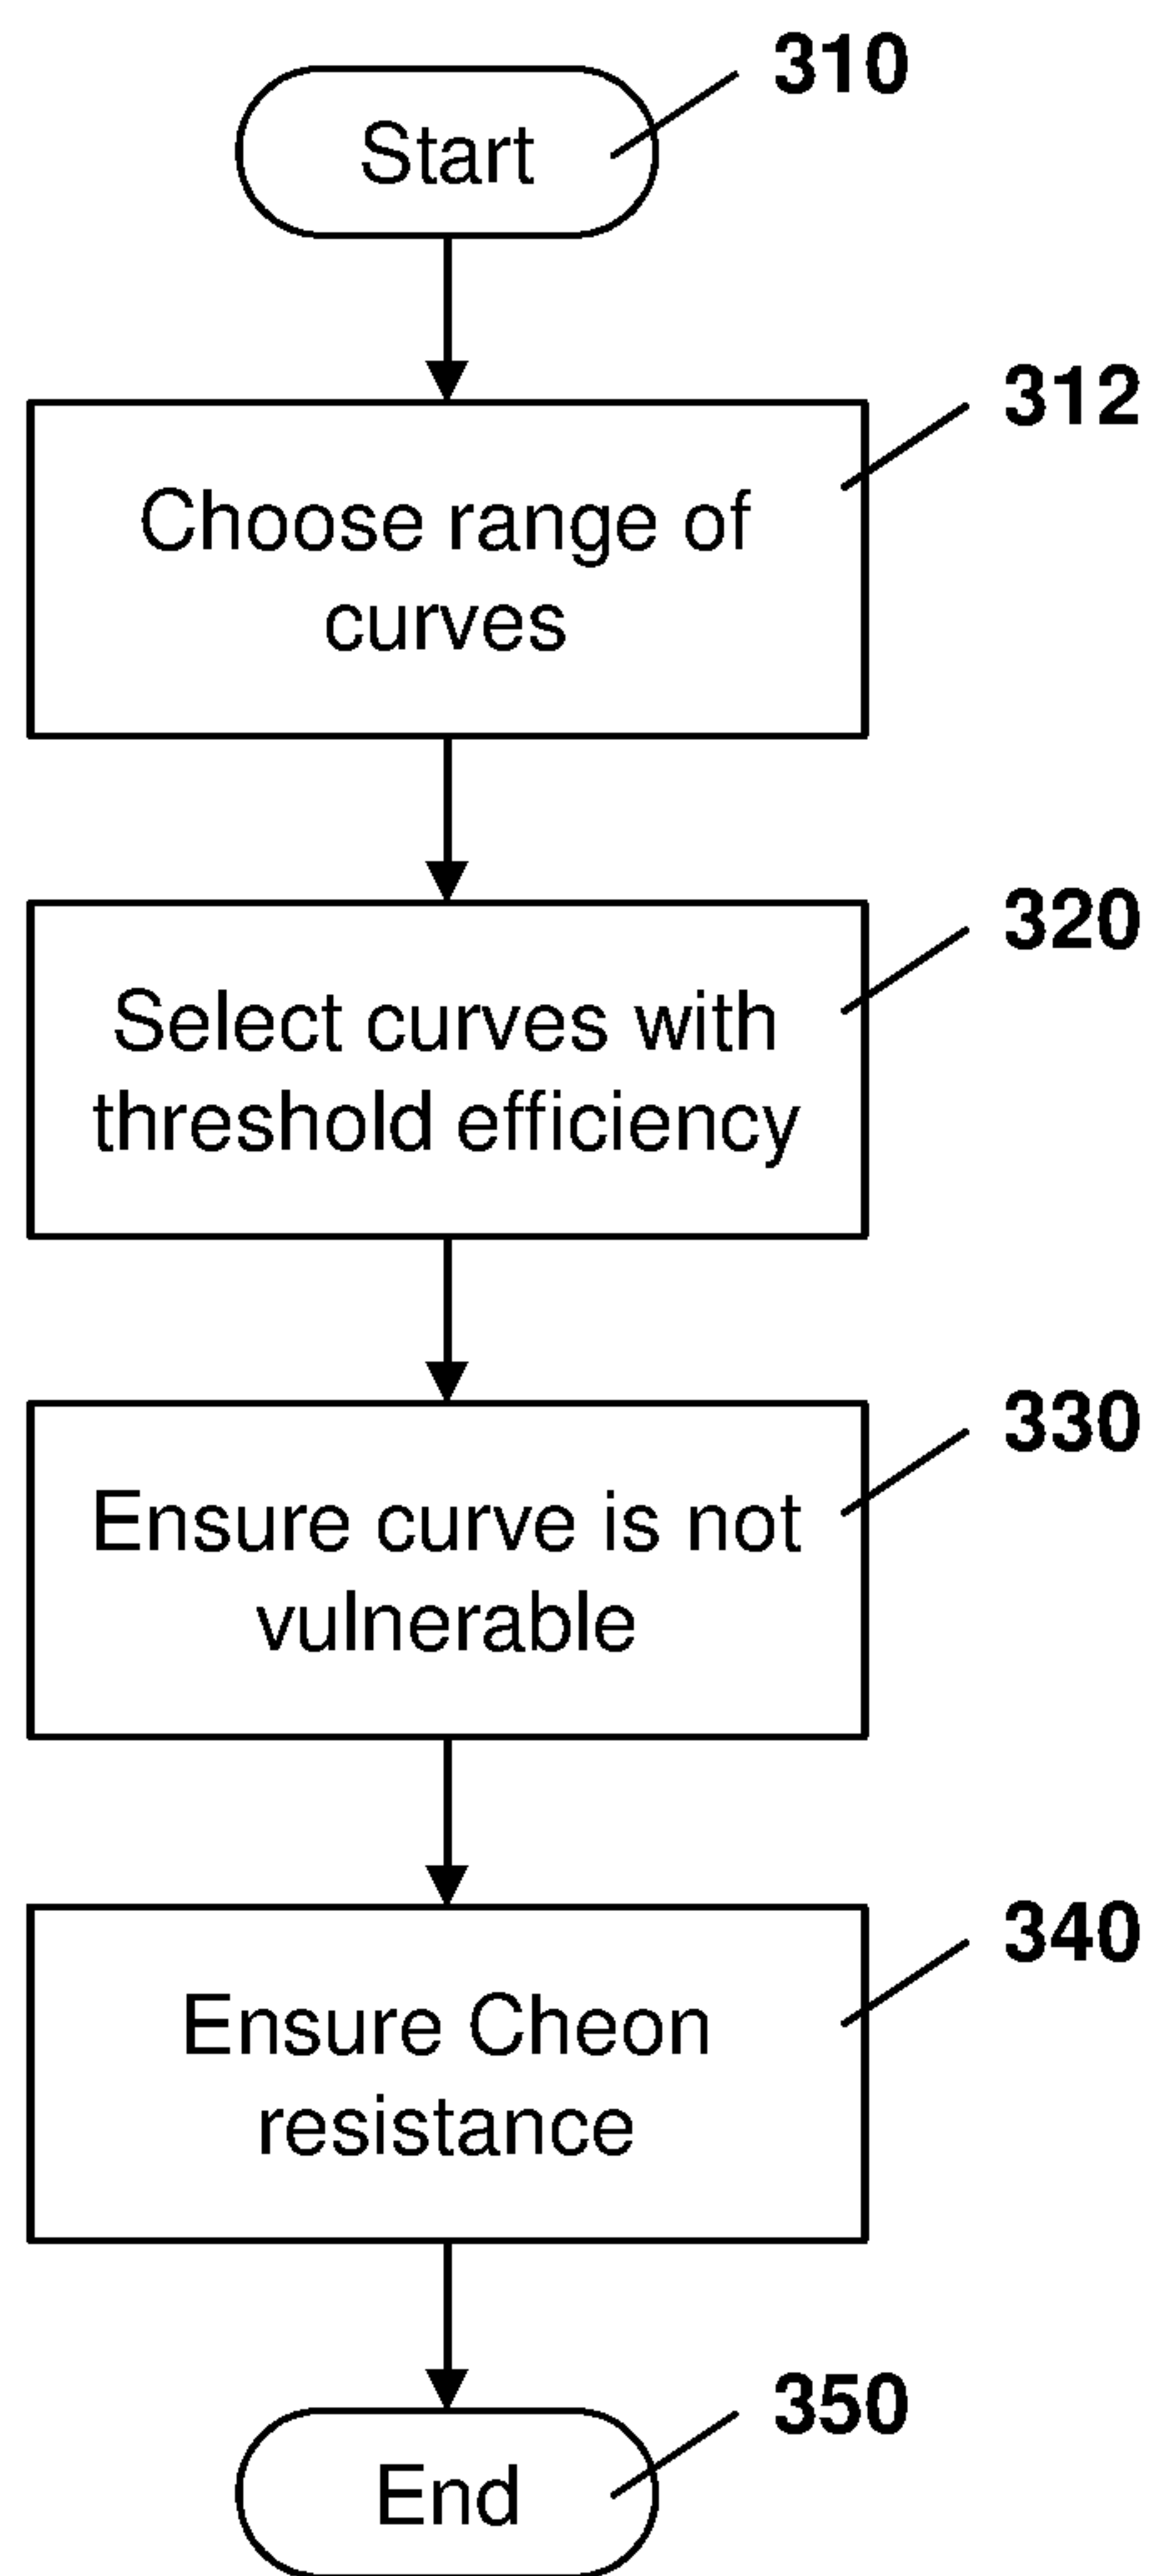 310
Start
312
Choose range of
curves
320
Select curves with
threshold efficiency
330
Ensure curve is not
vulnerable
340
Ensure Cheon
resistance
350
End